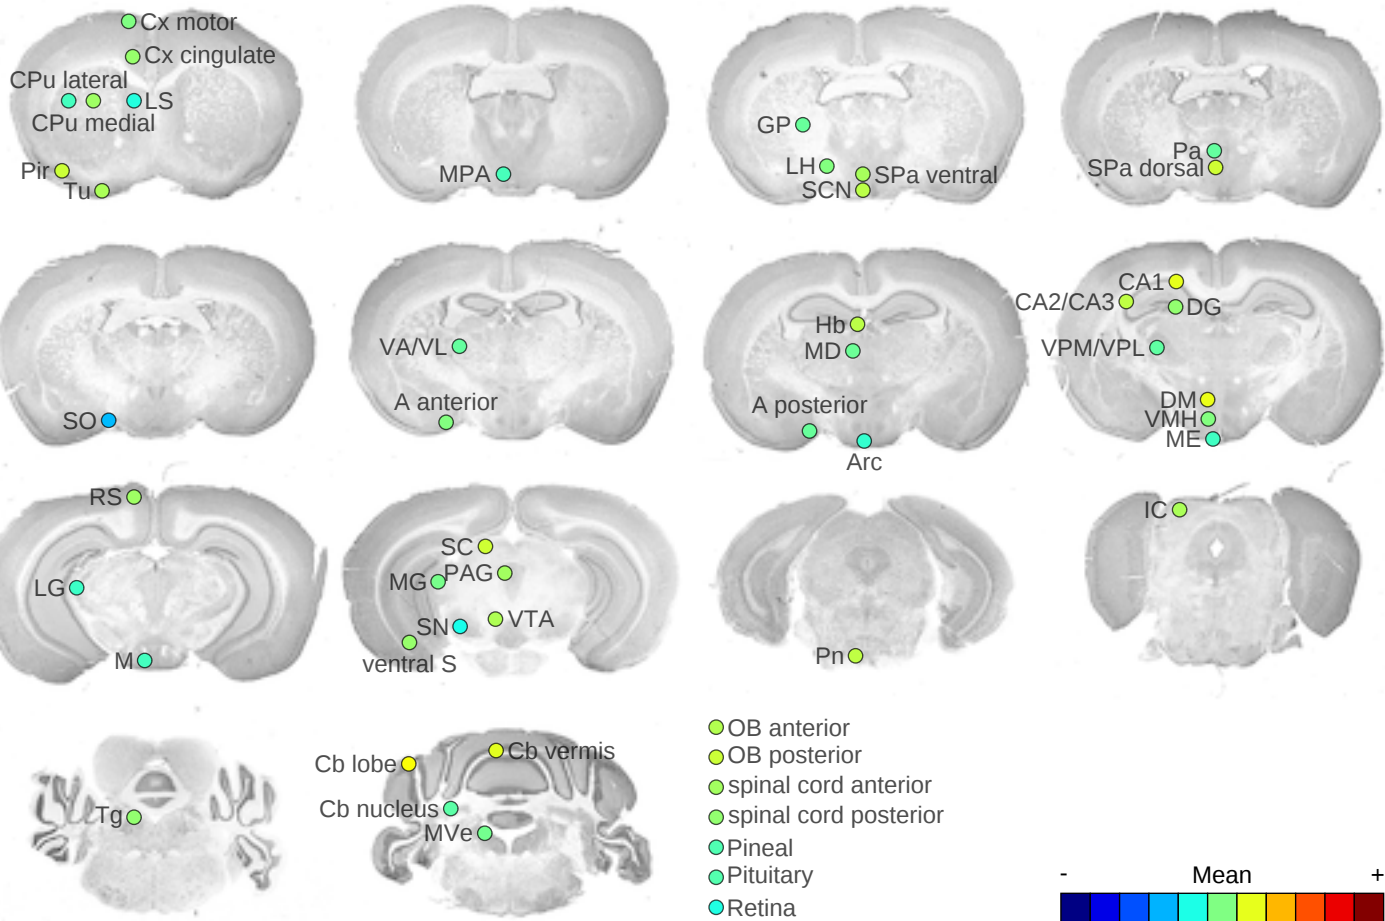 Cx motor
Cx cingulate
CPu lateral
LS
CPu medial
Pir
Tu
MPA
GP
LH
SPa ventral
SCN
Pa
SPa dorsal
SO
VA/VL
A anterior
Hb
MD
A posterior
Arc
CA1
CA2/CA3
DG
VPM/VPL
DM
VMH
ME
RS
LG
M
SC
PAG
MG
SN
VTA
ventral S
Pn
IC
Tg
Cb lobe
Cb vermis
Cb nucleus
MVe
OB anterior
OB posterior
spinal cord anterior
spinal cord posterior
Pineal
Pituitary
Retina
- Mean +